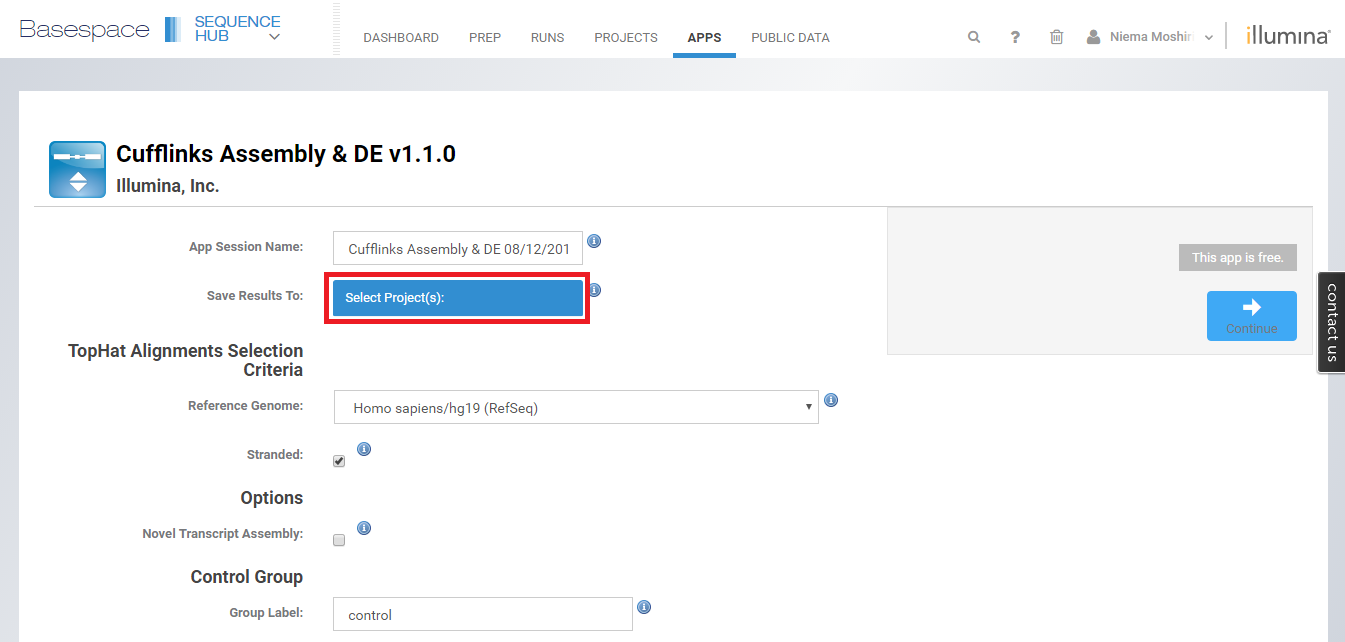 Basespace
SEQUENCE
HUB
DASHBOARD PREP RUNS PROJECTS APPS PUBLIC DATA
? Niema Moshiri
illumina®
Cufflinks Assembly & DE v1.1.0
Illumina, Inc.
App Session Name: Cufflinks Assembly & DE 08/12/201
This app is free.
Save Results To: Select Project(s):
Continue
contact us
TopHat Alignments Selection
Criteria
Reference Genome: Homo sapiens/hg19 (RefSeq)
Stranded:
Options
Novel Transcript Assembly:
Control Group
Group Label: control